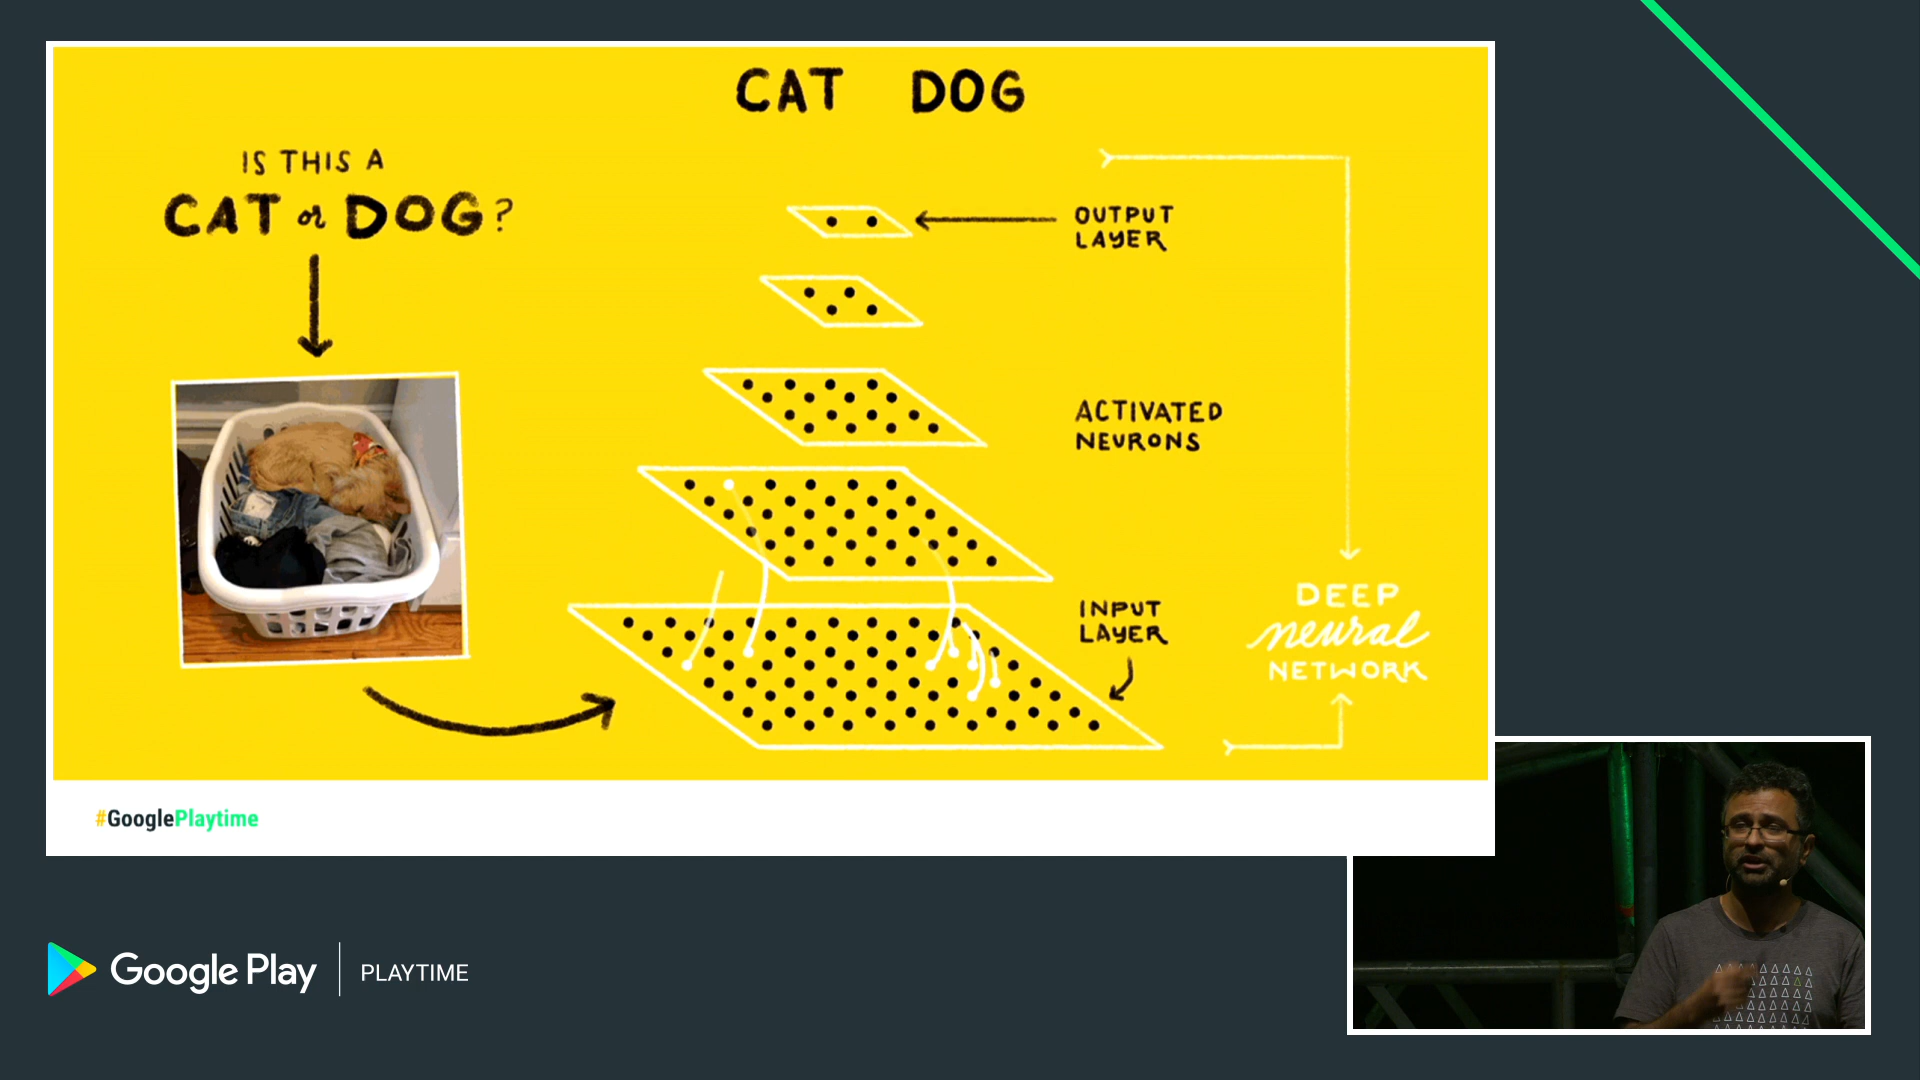 CAT DOG
IS THIS A
CAT or DOG?
OUTPUT
LAYER
ACTIVATED
NEURONS
INPUT
LAYER
DEEP
neural
NETWORK
#GooglePlaytime
Google Play | PLAYTIME